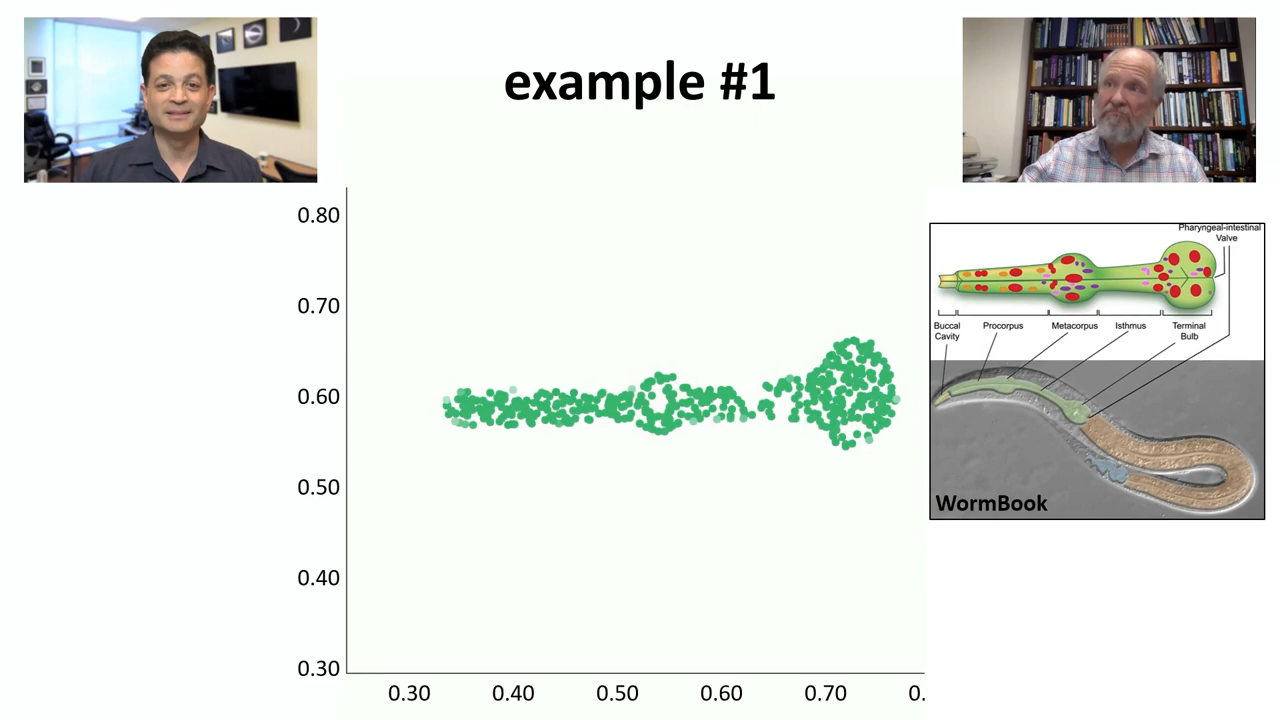 example #1
0.80
0.70
0.60
0.50
0.40
0.30
0.30 0.40 0.50 0.60 0.70 0.
Pharyngeal-intestinal
Valve
Buccal
Cavity
Procorpus
Metacorpus
Isthmus
Terminal
Bulb
WormBook